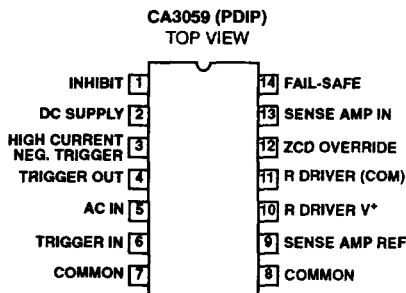 CA3059 (PDIP)
TOP VIEW
INHIBIT 1
14 FAIL-SAFE
DC SUPPLY 2
13 SENSE AMP IN
HIGH CURRENT
NEG. TRIGGER 3
12 ZCD OVERRIDE
TRIGGER OUT 4
11 R DRIVER (COM)
AC IN 5
10 R DRIVER V+
TRIGGER IN 6
9 SENSE AMP REF
COMMON 7
8 COMMON